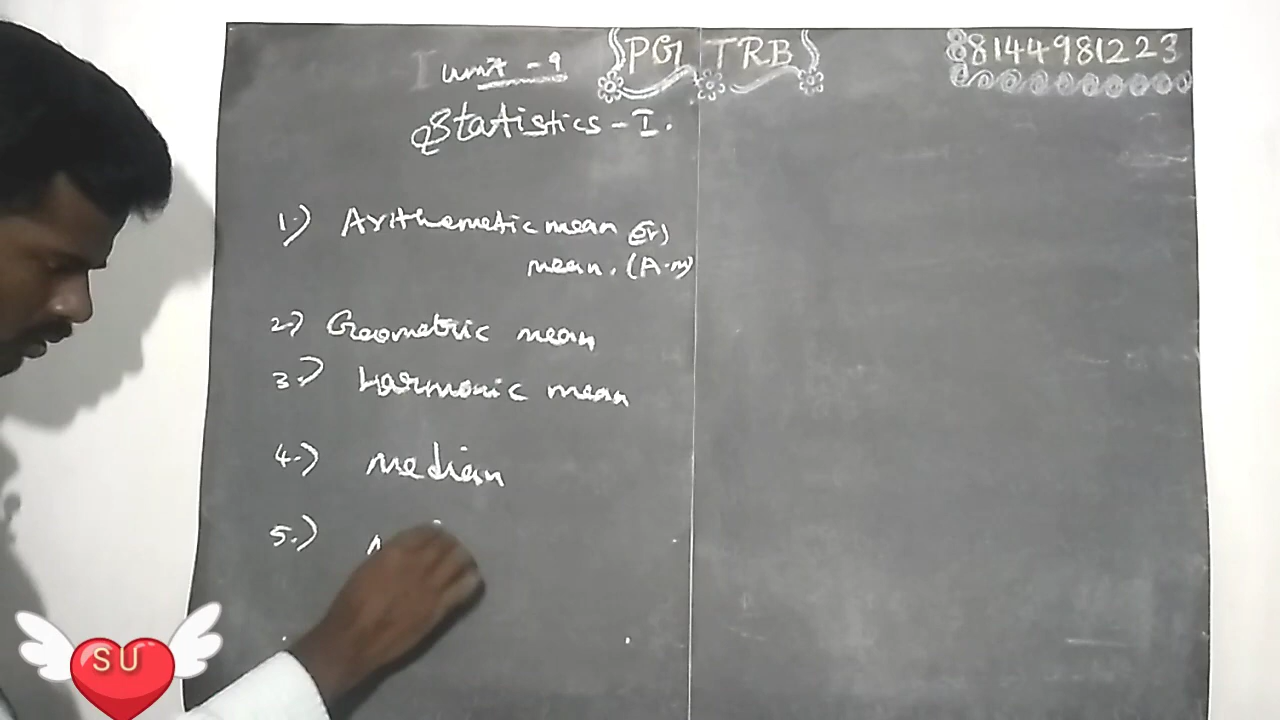 Unit - 9
PG TRB
8144981223
Statistics - I.
1.) Arithemetic mean (or)
mean. (A.m)
2.) Geometric mean
3.) Harmonic mean
4.) median
5.)
SU